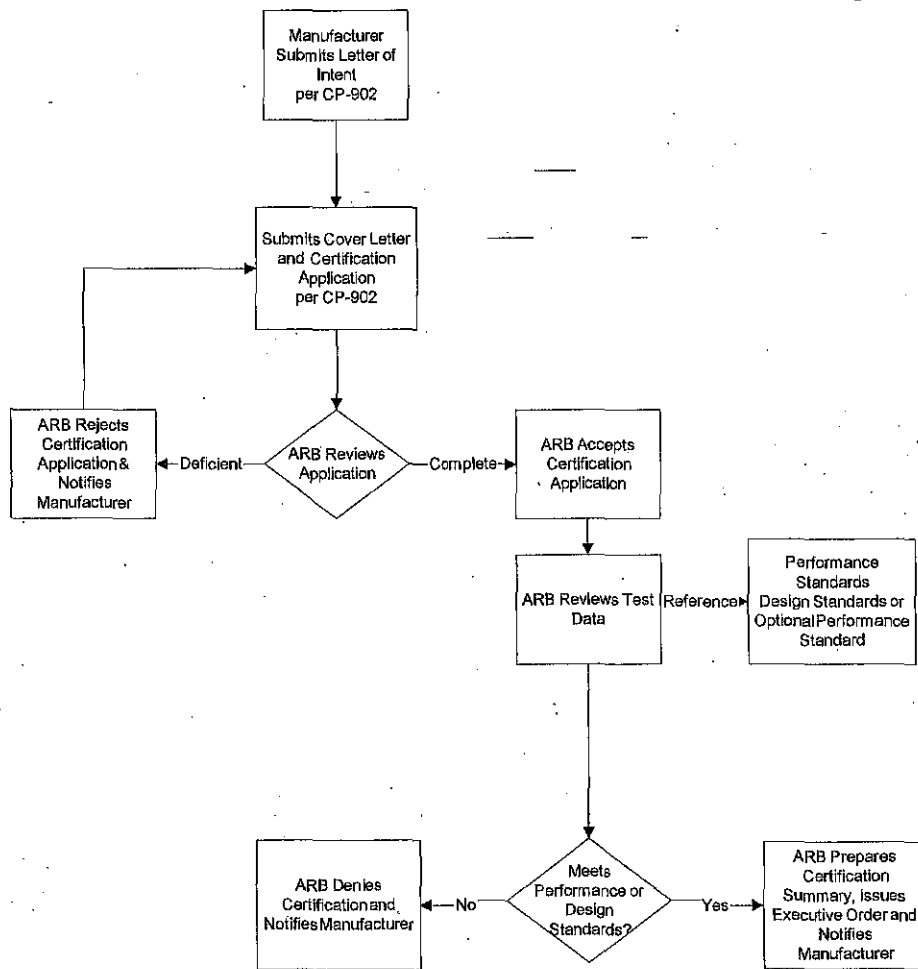 Manufacturer
Submits Letter of
Intent
per CP-902
Submits Cover Letter
and Certification
Application
per CP-902
ARB Rejects
Certification
Application &
Notifies
Manufacturer
Deficient
ARB Reviews
Application
Complete
ARB Accepts
Certification
Application
ARB Reviews Test
Data
Reference
Performance
Standards
Design Standards or
Optional Performance
Standard
ARB Denies
Certification and
Notifies Manufacturer
No
Meets
Performance or
Design
Standards?
Yes
ARB Prepares
Certification
Summary, issues
Executive Order and
Notifies
Manufacturer